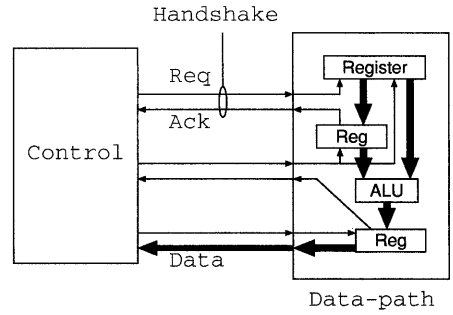 Handshake
Register
Req
Ack
Reg
Control
ALU
Reg
Data
Data-path